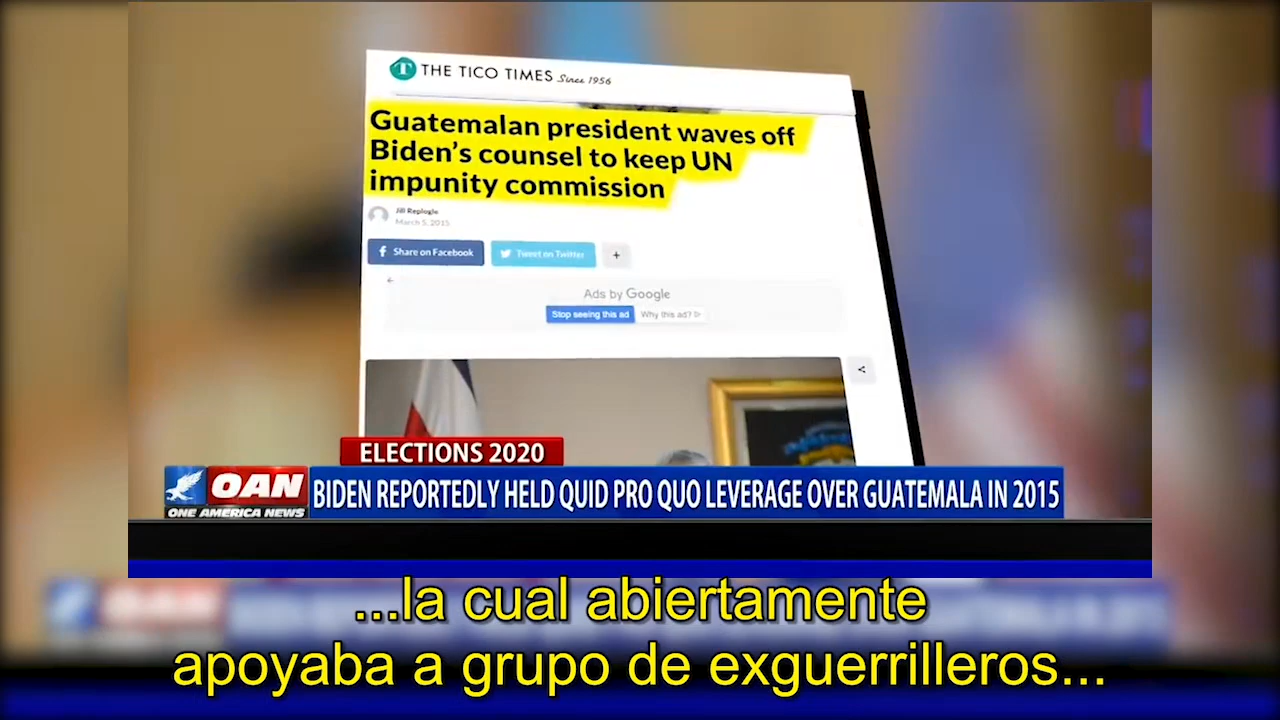 THE TICO TIMES Since 1956
Guatemalan president waves off
Biden's counsel to keep UN
impunity commission
Jill Replogle
March 5, 2015
Share on Facebook
Tweet on Twitter
+
Ads by Google
Stop seeing this ad
Why this ad?
ELECTIONS 2020
OAN
ONE AMERICA NEWS
BIDEN REPORTEDLY HELD QUID PRO QUO LEVERAGE OVER GUATEMALA IN 2015
...la cual abiertamente
apoyaba a grupo de exguerrilleros...